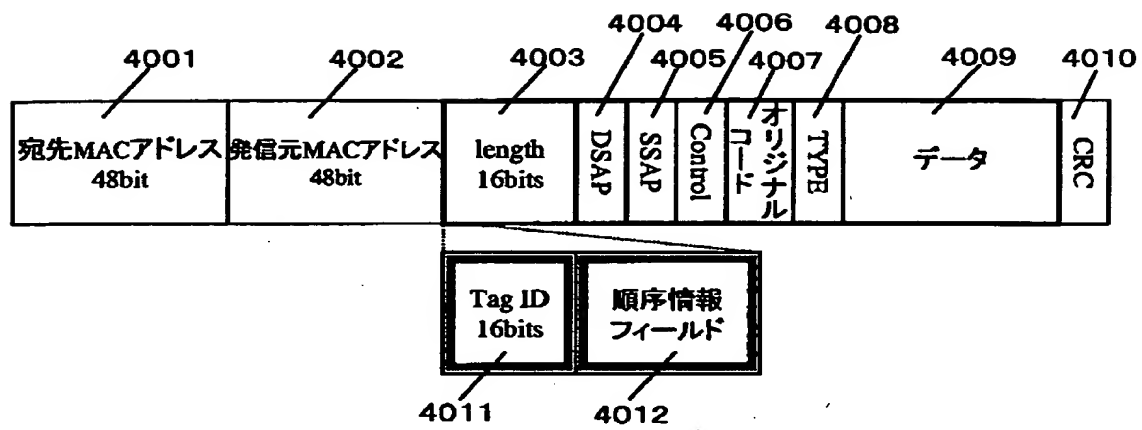 4001
4002
4003
4004
4005
4006
4007
4008
4009
4010
宛先MACアドレス
48bit
発信元MACアドレス
48bit
length
16bits
DSAP
SSAP
Control
オリジナル
コード
TYPE
データ
CRC
Tag ID
16bits
順序情報
フィールド
4011
4012